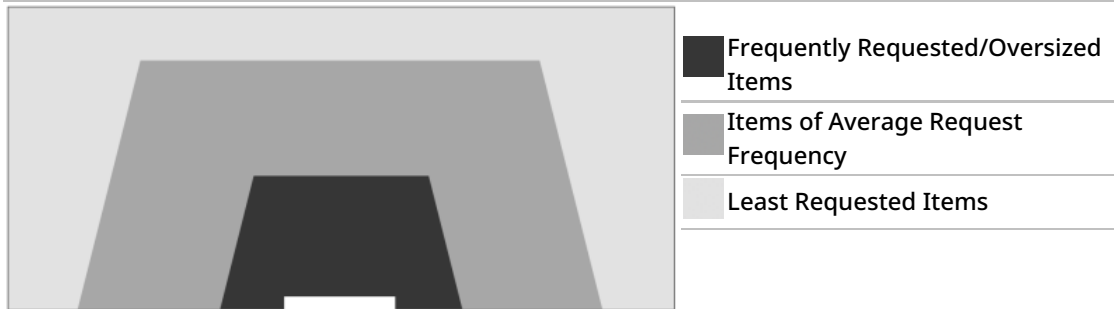 Frequently Requested/Oversized
Items
Items of Average Request
Frequency
Least Requested Items